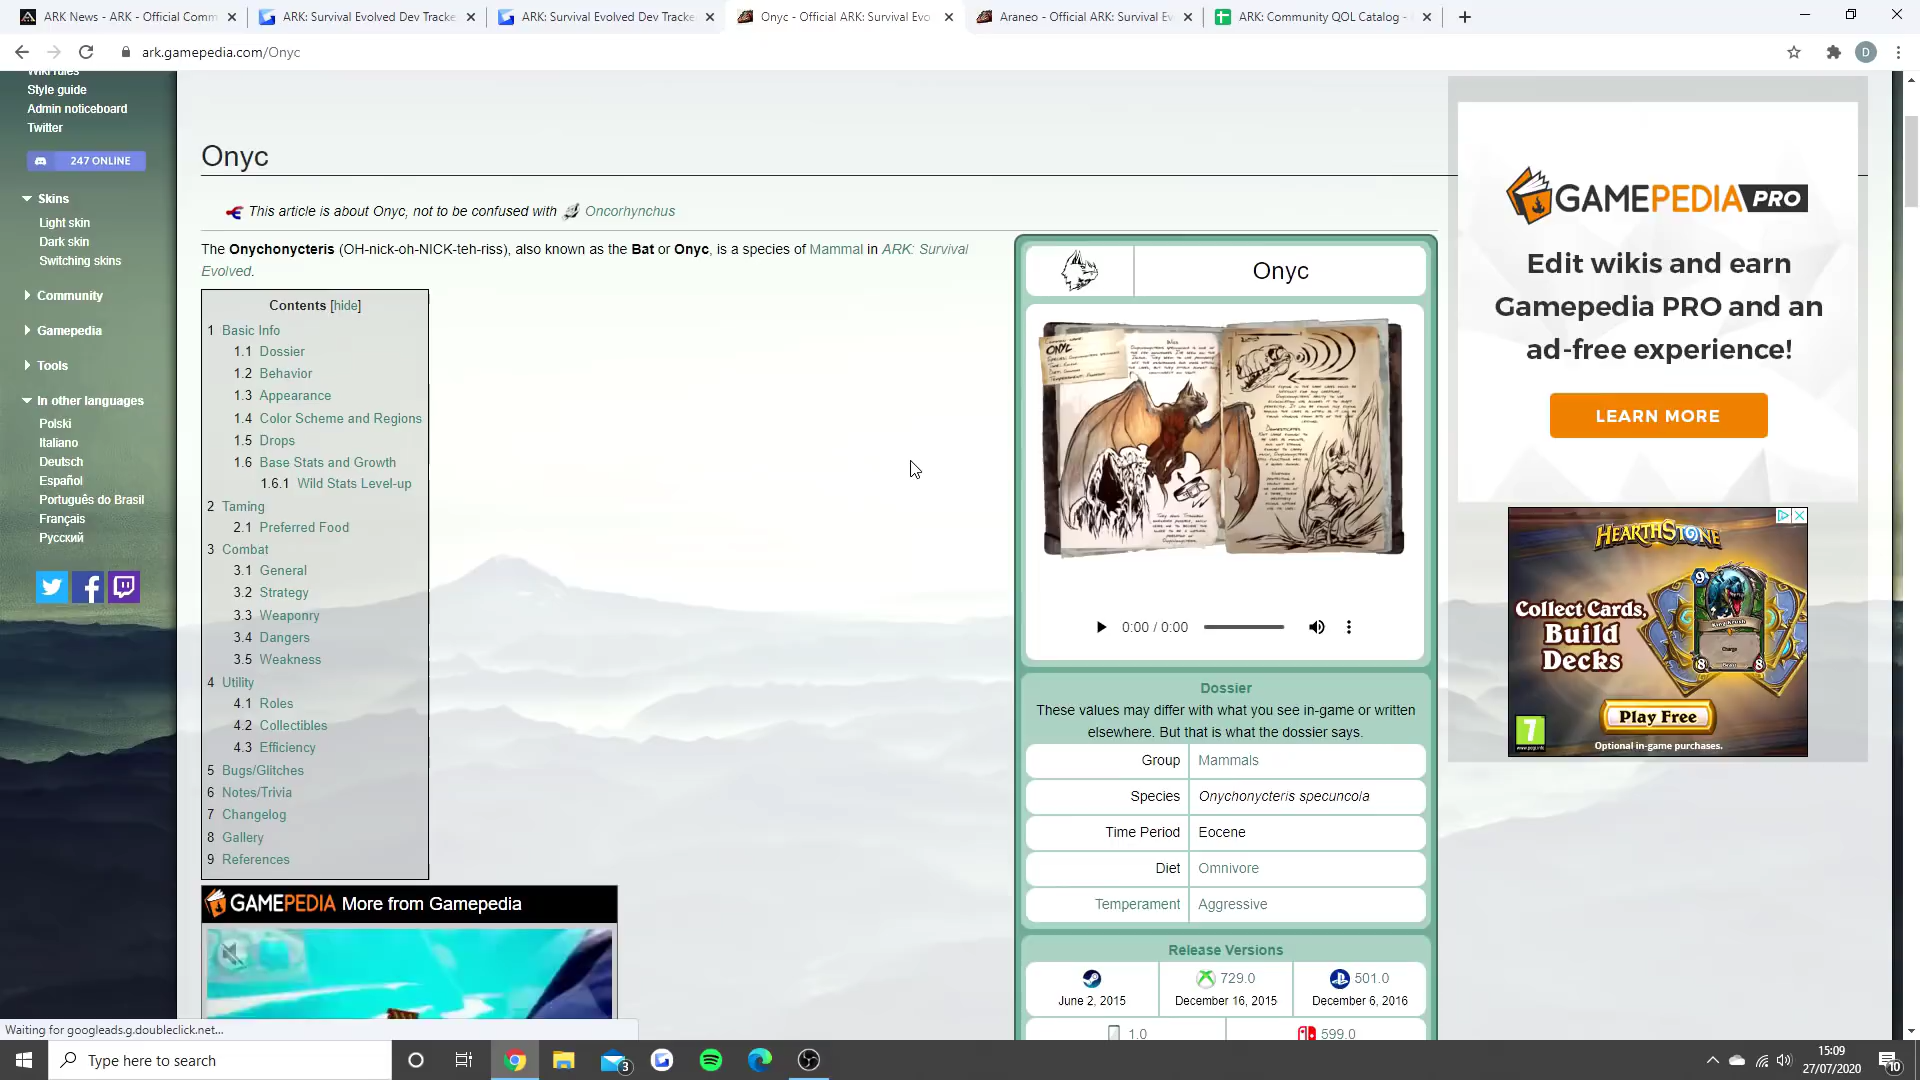 ARK News - ARK - Official Comm
ARK: Survival Evolved Dev Tracke
ARK: Survival Evolved Dev Tracke
Onyc - Official ARK: Survival Evo
Araneo - Official ARK: Survival Ev
ARK: Community QOL Catalog -
ark.gamepedia.com/Onyc
D
Wiki rules
Style guide
Admin noticeboard
Twitter
247 ONLINE
Skins
Light skin
Dark skin
Switching skins
Community
Gamepedia
Tools
In other languages
Polski
Italiano
Deutsch
Español
Português do Brasil
Français
Русский
Onyc
This article is about Onyc, not to be confused with Oncorhynchus
The Onychonycteris (OH-nick-oh-NICK-teh-riss), also known as the Bat or Onyc, is a species of Mammal in ARK: Survival
Evolved.
Contents [hide]
1 Basic Info
1.1 Dossier
1.2 Behavior
1.3 Appearance
1.4 Color Scheme and Regions
1.5 Drops
1.6 Base Stats and Growth
1.6.1 Wild Stats Level-up
2 Taming
2.1 Preferred Food
3 Combat
3.1 General
3.2 Strategy
3.3 Weaponry
3.4 Dangers
3.5 Weakness
4 Utility
4.1 Roles
4.2 Collectibles
4.3 Efficiency
5 Bugs/Glitches
6 Notes/Trivia
7 Changelog
8 Gallery
9 References
GAMEPEDIA More from Gamepedia
Onyc
ONYC
0:00 / 0:00
Dossier
These values may differ with what you see in-game or written
elsewhere. But that is what the dossier says.
Group Mammals
Species Onychonycteris specuncola
Time Period Eocene
Diet Omnivore
Temperament Aggressive
Release Versions
729.0
501.0
June 2, 2015
December 16, 2015
December 6, 2016
1.0
599.0
GAMEPEDIA PRO
Edit wikis and earn
Gamepedia PRO and an
ad-free experience!
LEARN MORE
HEARTHSTONE
Collect Cards,
Build
Decks
9
King Krush
Charge
Beast
8
8
Play Free
7
Optional in-game purchases.
Waiting for googleads.g.doubleclick.net...
Type here to search
3
15:09
27/07/2020
10